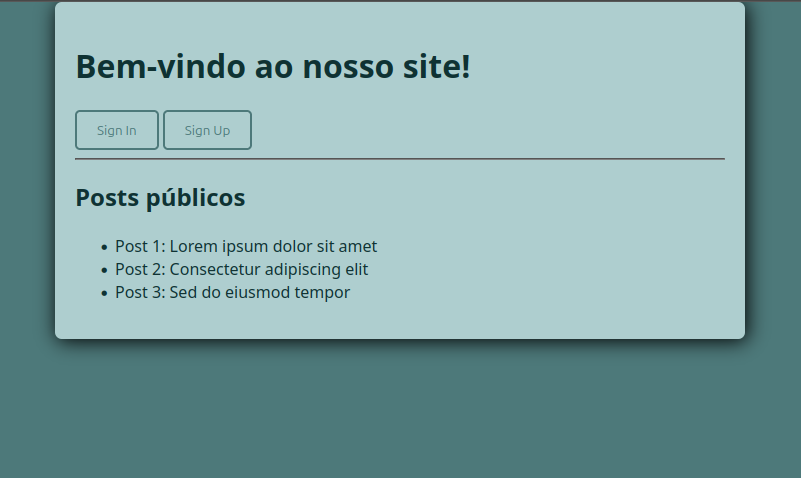 Bem-vindo ao nosso site!
Sign In Sign Up
Posts públicos
Post 1: Lorem ipsum dolor sit amet
Post 2: Consectetur adipiscing elit
Post 3: Sed do eiusmod tempor